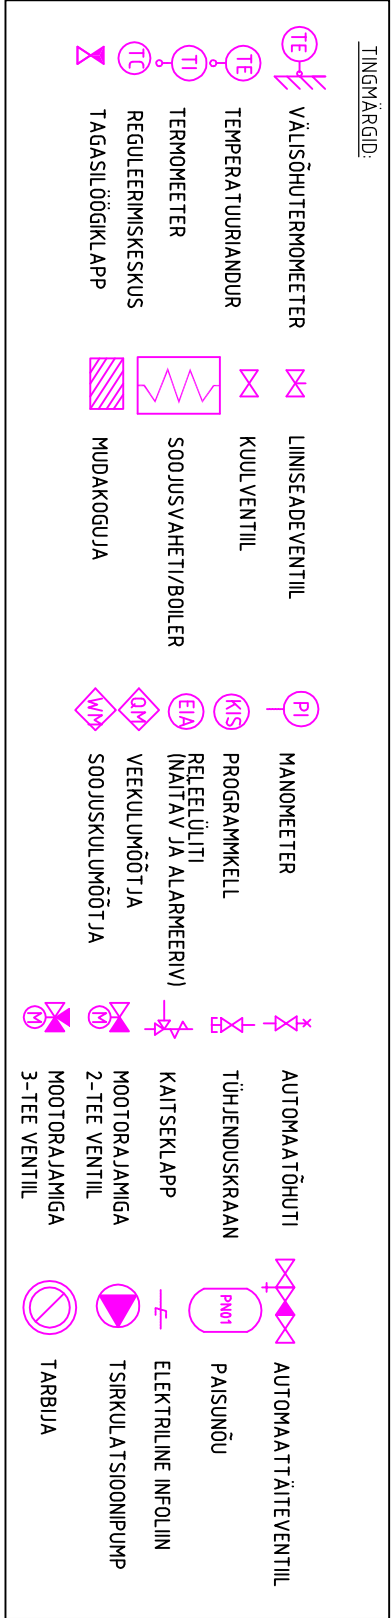 TINGMÄRGID:
TE VÄLISÕHUTERMOMEETER
TE TEMPERATUURIANDUR
TI TERMOMEETER
TC REGULEERIMISKESKUS
TAGASILÖÖGIKLAPP
LIINISEADEVENTIIL
KUULVENTIIL
SOOJUSVAHETI/BOILER
MUDAKOGUJA
PI MANOMEETER
KIS PROGRAMMKELL
EIA RELEELÜLITI
(NÄITAV JA ALARMEERIV)
QM VEEKULUMÕÕTJA
WM SOOJUSKULUMÕÕTJA
AUTOMAATÕHUTI
TÜHJENDUSKRAAN
KAITSEKLAPP
M MOOTORAJAMIGA
2-TEE VENTIIL
M MOOTORAJAMIGA
3-TEE VENTIIL
AUTOMAATTÄITEVENTIIL
PN01 PAISUNÕU
E ELEKTRILINE INFOLIIN
TSIRKULATSIOONIPUMP
TARBIJA